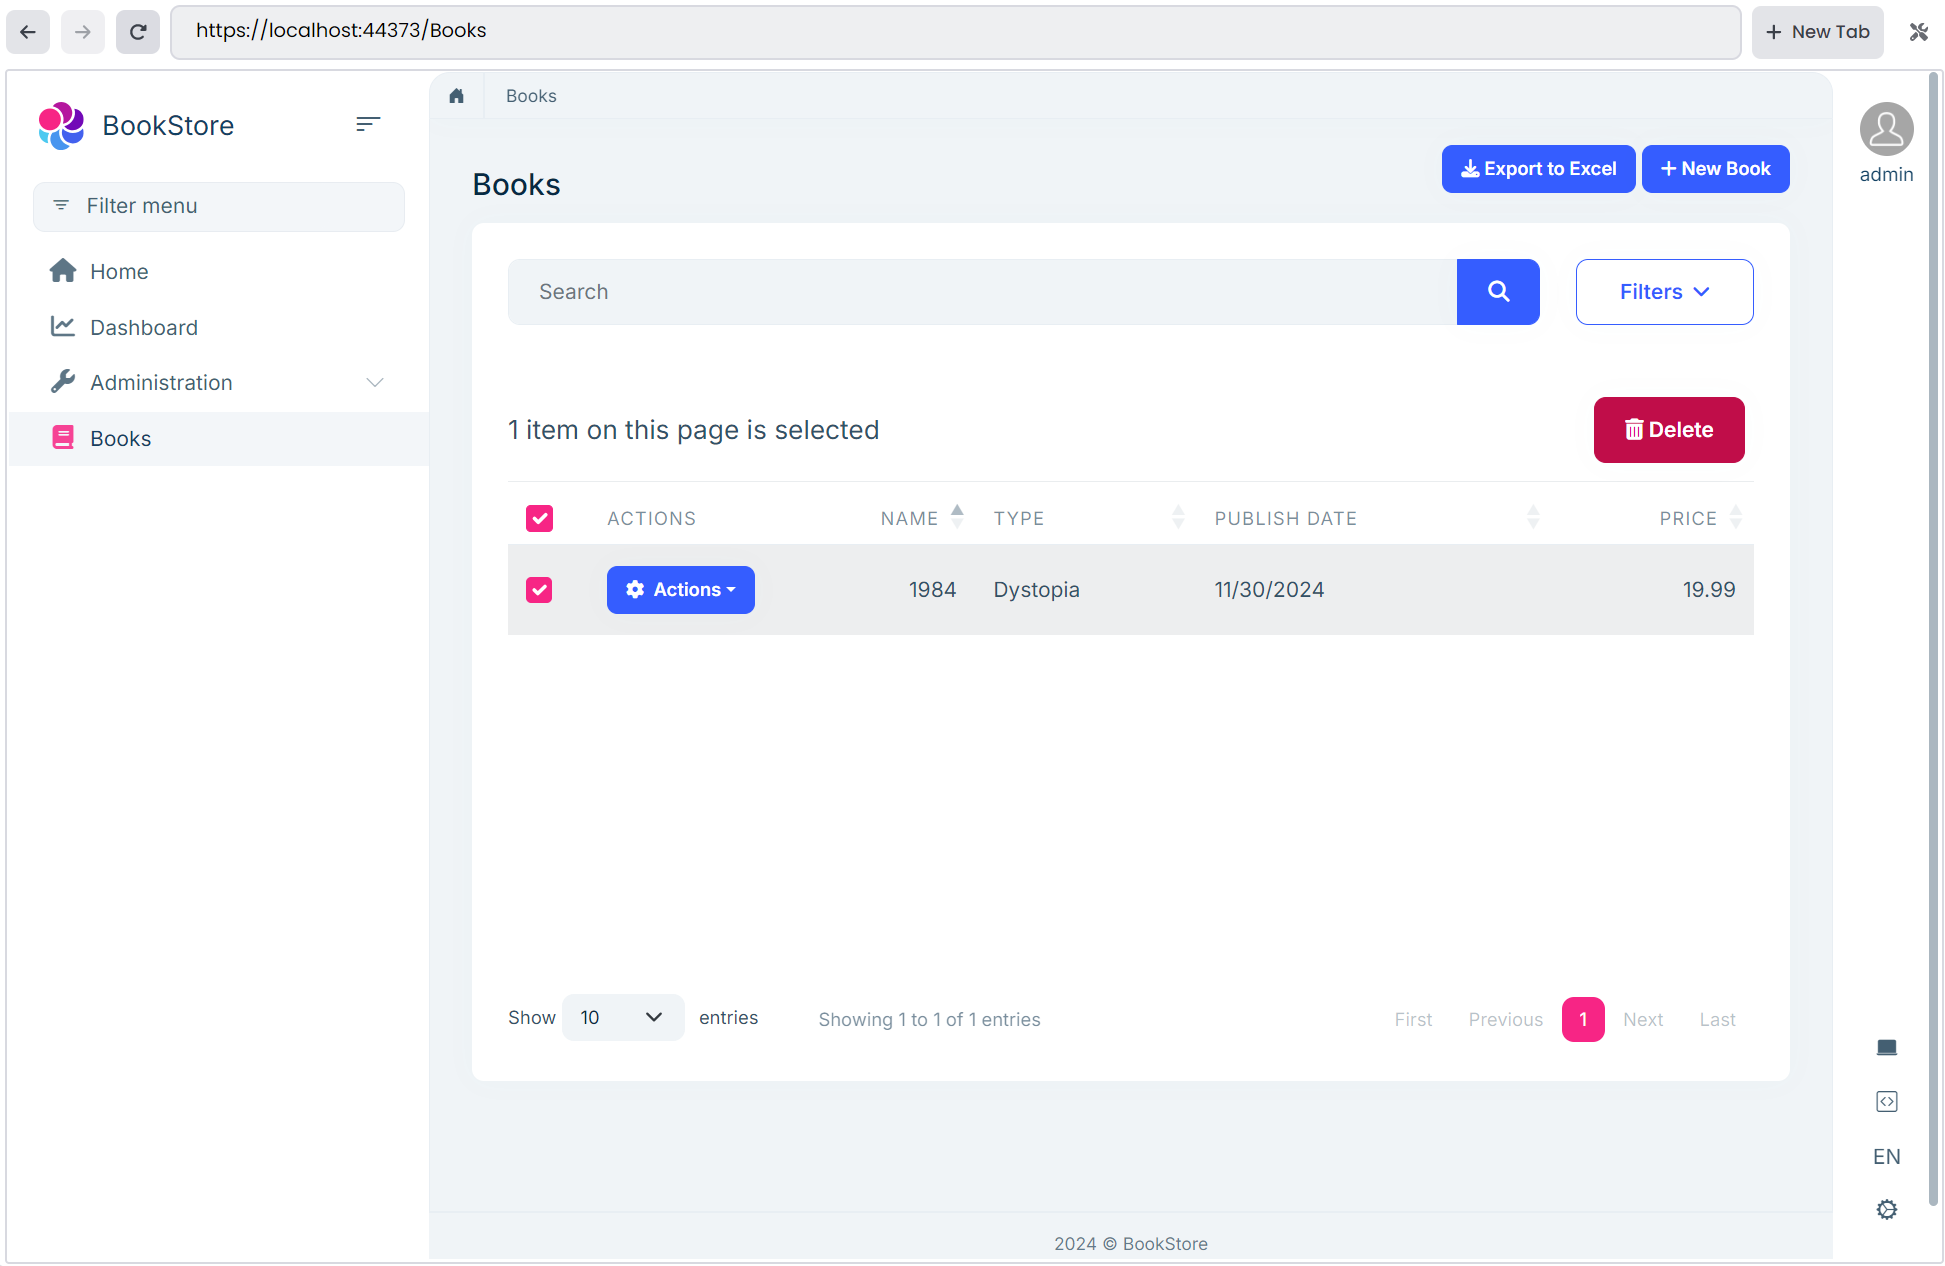 https://localhost:44373/Books
New Tab
BookStore
Filter menu
Home
Dashboard
Administration
Books
Books
Books
Export to Excel
New Book
Search
Filters
1 item on this page is selected
Delete
ACTIONS NAME TYPE PUBLISH DATE PRICE
Actions 1984 Dystopia 11/30/2024 19.99
Show 10 entries Showing 1 to 1 of 1 entries First Previous 1 Next Last
2024 © BookStore
admin
EN